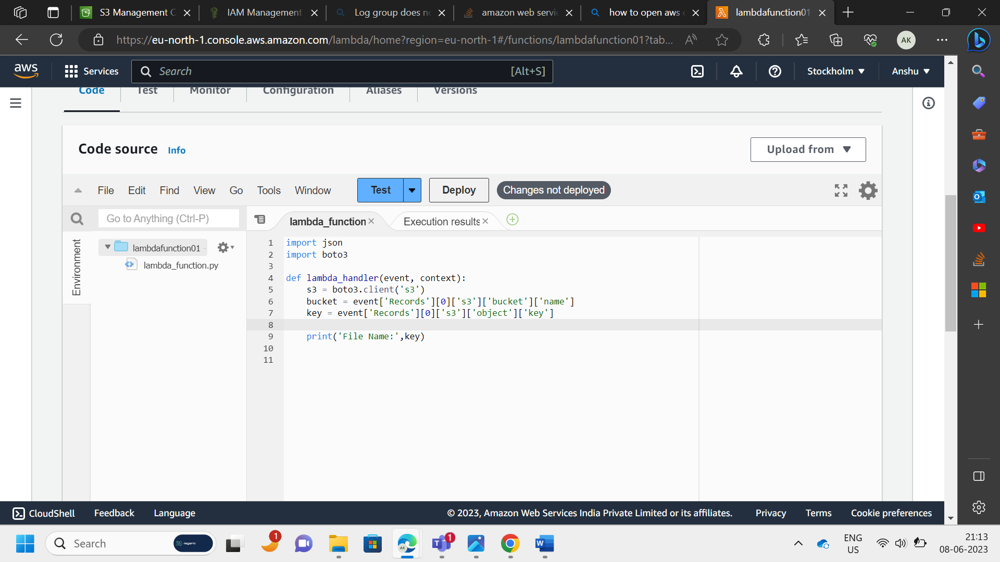 S3 Management C
IAM Management
Log group does no
amazon web servi
how to open aws c
lambdafunction01
https://eu-north-1.console.aws.amazon.com/lambda/home?region=eu-north-1#/functions/lambdafunction01?tab...
AK
aws
Services
Search
[Alt+S]
Stockholm
Anshu
Code
Test
Monitor
Configuration
Aliases
Versions
Code source
Info
Upload from
File
Edit
Find
View
Go
Tools
Window
Test
Deploy
Changes not deployed
Go to Anything (Ctrl-P)
lambda_function
Execution results
Environment
lambdafunction01 -
lambda_function.py
1 import json
2 import boto3
3
4 def lambda_handler(event, context):
5 s3 = boto3.client('s3')
6 bucket = event['Records'][0]['s3']['bucket']['name']
7 key = event['Records'][0]['s3']['object']['key']
8
9 print('File Name:',key)
10
11
CloudShell
Feedback
Language
© 2023, Amazon Web Services India Private Limited or its affiliates.
Privacy
Terms
Cookie preferences
Search
nagarro
1
AK
1
ENG
US
21:13
08-06-2023